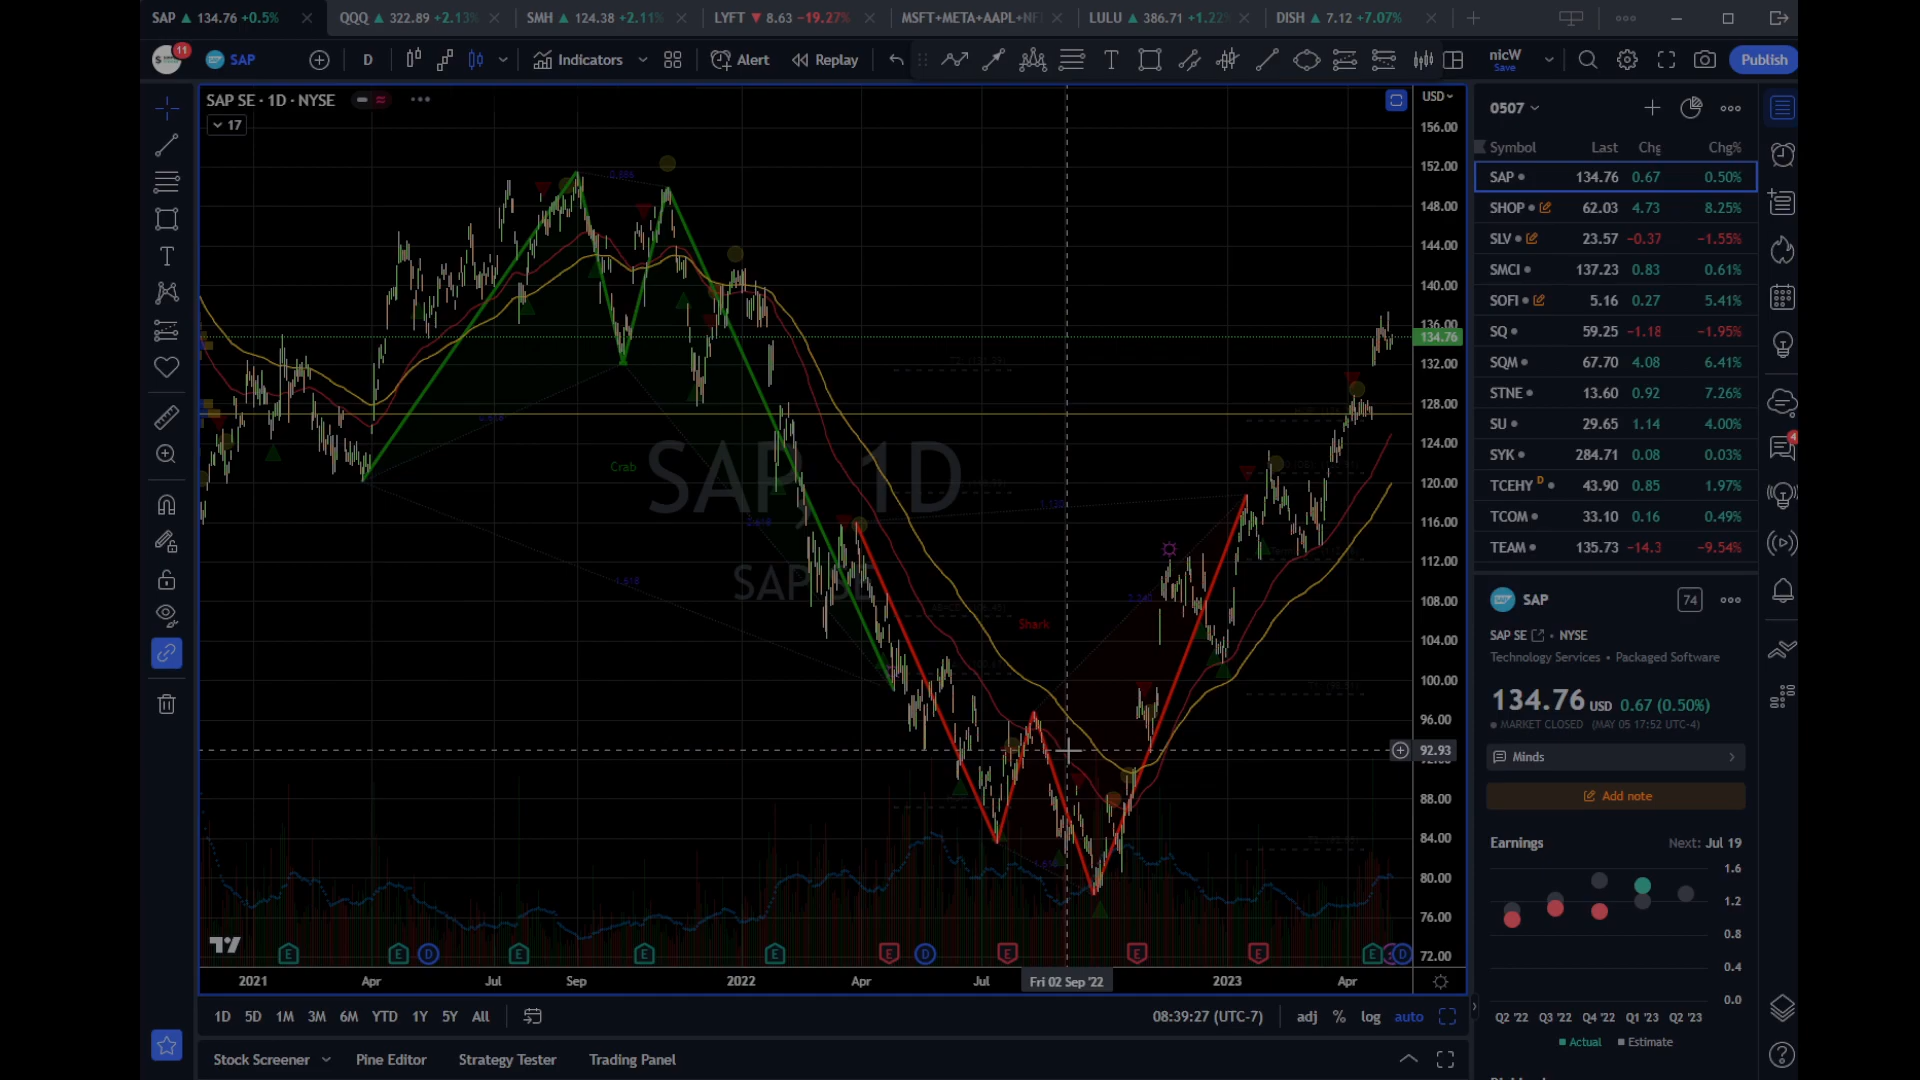 SAP ▲ 134.76 +0.5% QQQ ▲ 322.89 +2.13% SMH ▲ 124.38 +2.11% LYFT ▼ 8.63 −19.27% MSFT+META+AAPL+NF LULU ▲ 386.71 +1.22% DISH ▲ 7.12 +7.07%
11 SAP D Indicators Alert Replay nicW Save Publish
SAP SE · 1D · NYSE
17
USD
156.00
152.00
148.00
144.00
140.00
136.00
134.76
132.00
128.00
124.00
120.00
116.00
112.00
108.00
104.00
100.00
96.00
92.93
88.00
84.00
80.00
76.00
72.00
0.886
Crab
SAP, 1D
SAP SE
2.618
1.618
1.120
2.240
Shark
E E D E E E E D E E E E D
2021 Apr Jul Sep 2022 Apr Jul Fri 02 Sep '22 2023 Apr
1D 5D 1M 3M 6M YTD 1Y 5Y All 08:39:27 (UTC-7) adj % log auto
Stock Screener Pine Editor Strategy Tester Trading Panel
0507
Symbol Last Chg Chg%
SAP 134.76 0.67 0.50%
SHOP 62.03 4.73 8.25%
SLV 23.57 −0.37 −1.55%
SMCI 137.23 0.83 0.61%
SOFI 5.16 0.27 5.41%
SQ 59.25 −1.18 −1.95%
SQM 67.70 4.08 6.41%
STNE 13.60 0.92 7.26%
SU 29.65 1.14 4.00%
SYK 284.71 0.08 0.03%
TCEHY D 43.90 0.85 1.97%
TCOM 33.10 0.16 0.49%
TEAM 135.73 −14.3 −9.54%
4
SAP 74
SAP SE • NYSE
Technology Services • Packaged Software
134.76 USD 0.67 (0.50%)
MARKET CLOSED (MAY 05 17:52 UTC-4)
Minds
Add note
Earnings Next: Jul 19
1.6
1.2
0.8
0.4
0.0
Q2 '22 Q3 '22 Q4 '22 Q1 '23 Q2 '23
Actual Estimate